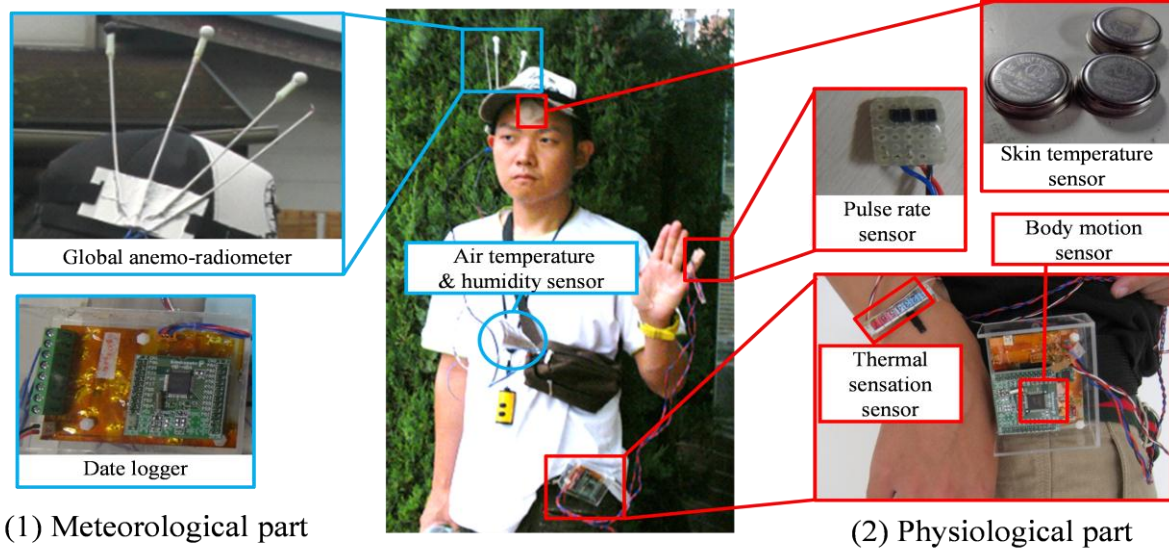 Global anemo-radiometer
Date logger
(1) Meteorological part
Air temperature
& humidity sensor
Skin temperature
sensor
Pulse rate
sensor
Body motion
sensor
Thermal
sensation
sensor
(2) Physiological part